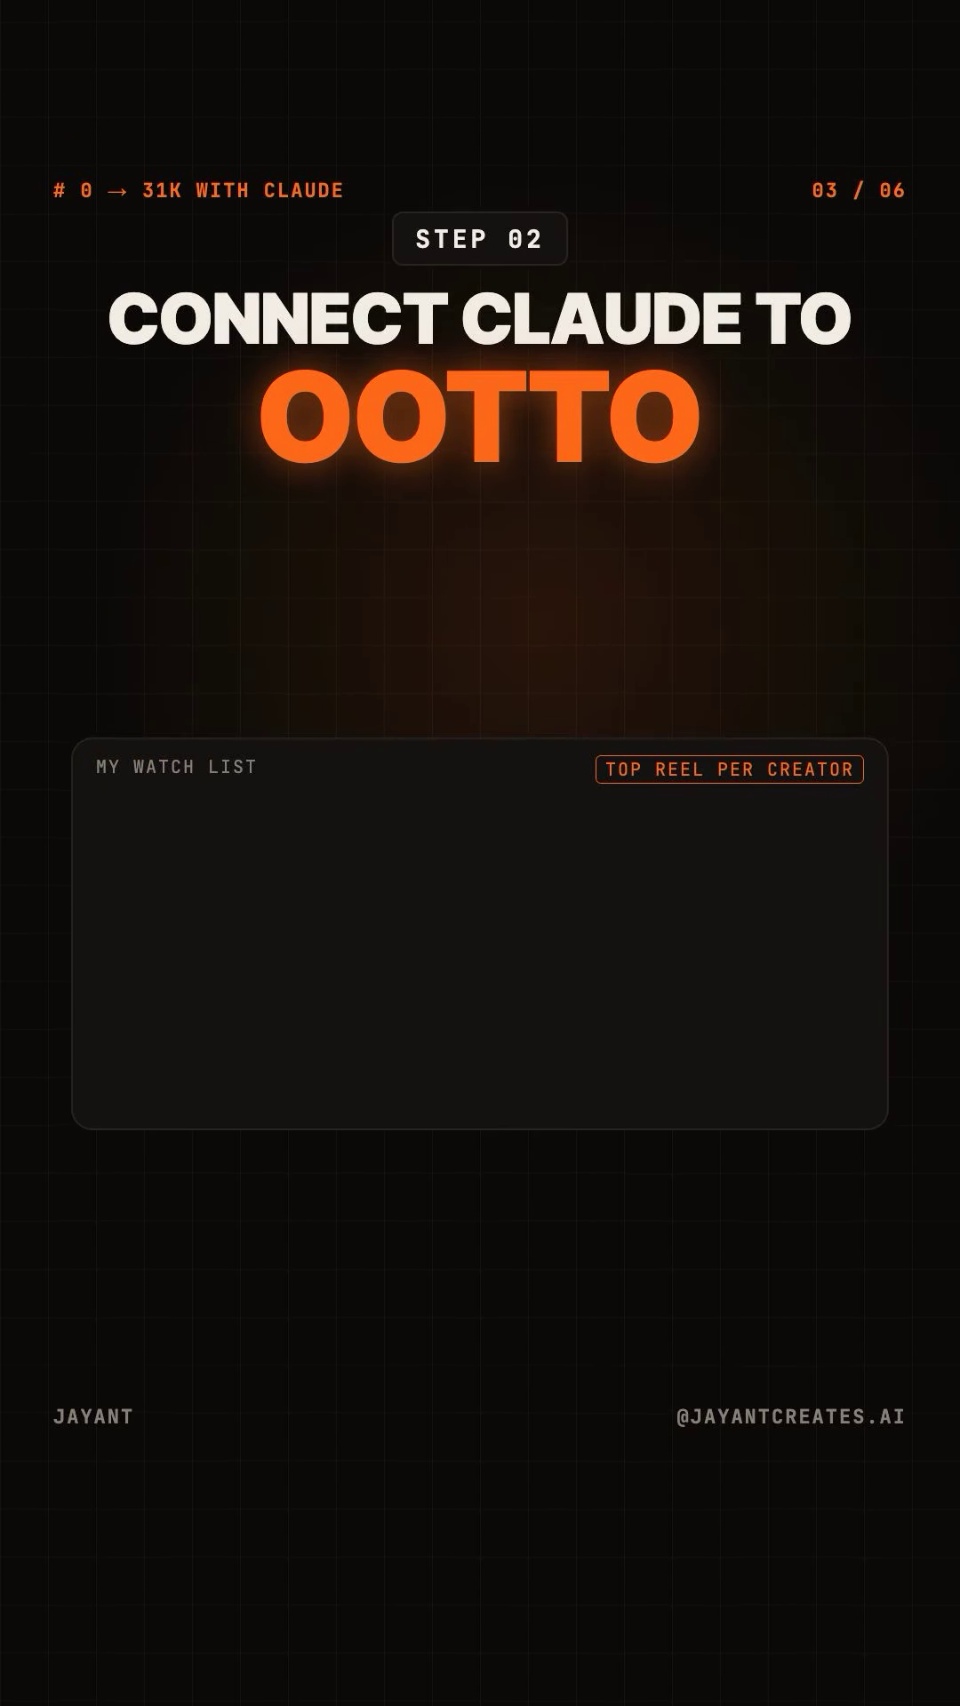 # 0 → 31K WITH CLAUDE
03 / 06
STEP 02
CONNECT CLAUDE TO
OOTTO
MY WATCH LIST
TOP REEL PER CREATOR
JAYANT
@JAYANTCREATES.AI